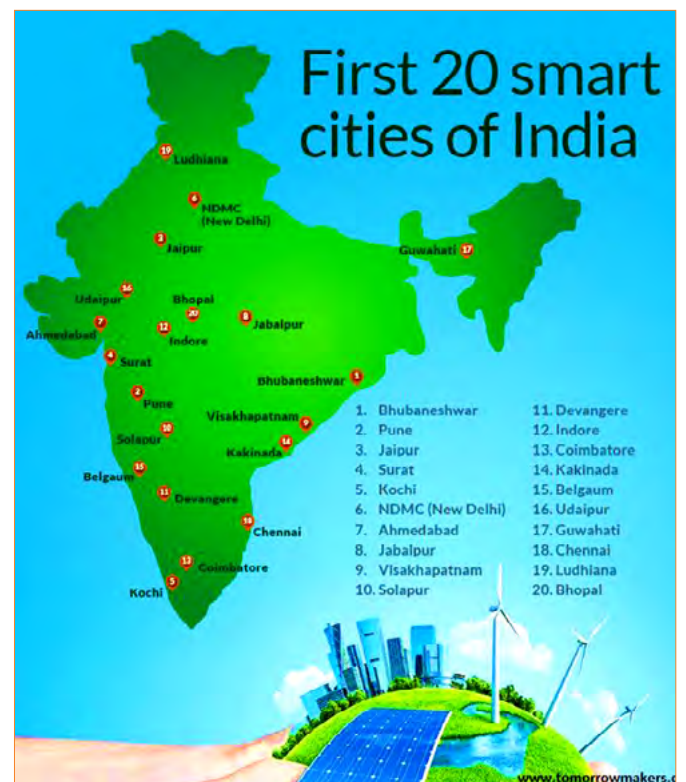 First 20 smart
cities of India
19
Ludhiana
6
NDMC
(New Delhi)
3
Jaipur
Guwahati 17
16
Udaipur
Bhopal
20
7
Ahmedabad
12
Indore
8
Jabalpur
4
Surat
Bhubaneshwar 1
2
Pune
Visakhapatnam 9
Solapur 10
Kakinada 14
Belgaum 15
11
Devangere
18
Chennai
13
Coimbatore
5
Kochi
1. Bhubaneshwar
2. Pune
3. Jaipur
4. Surat
5. Kochi
6. NDMC (New Delhi)
7. Ahmedabad
8. Jabalpur
9. Visakhapatnam
10. Solapur
11. Devangere
12. Indore
13. Coimbatore
14. Kakinada
15. Belgaum
16. Udaipur
17. Guwahati
18. Chennai
19. Ludhiana
20. Bhopal
www.tomorrowmakers.c